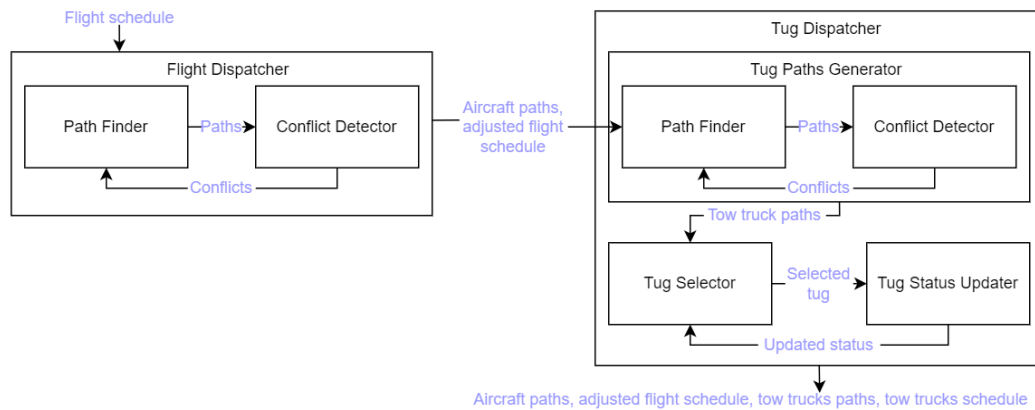 Flight schedule
Flight Dispatcher
Path Finder
Paths
Conflict Detector
Conflicts
Aircraft paths,
adjusted flight
schedule
Tug Dispatcher
Tug Paths Generator
Path Finder
Paths
Conflict Detector
Conflicts
Tow truck paths
Tug Selector
Selected
tug
Tug Status Updater
Updated status
Aircraft paths, adjusted flight schedule, tow trucks paths, tow trucks schedule